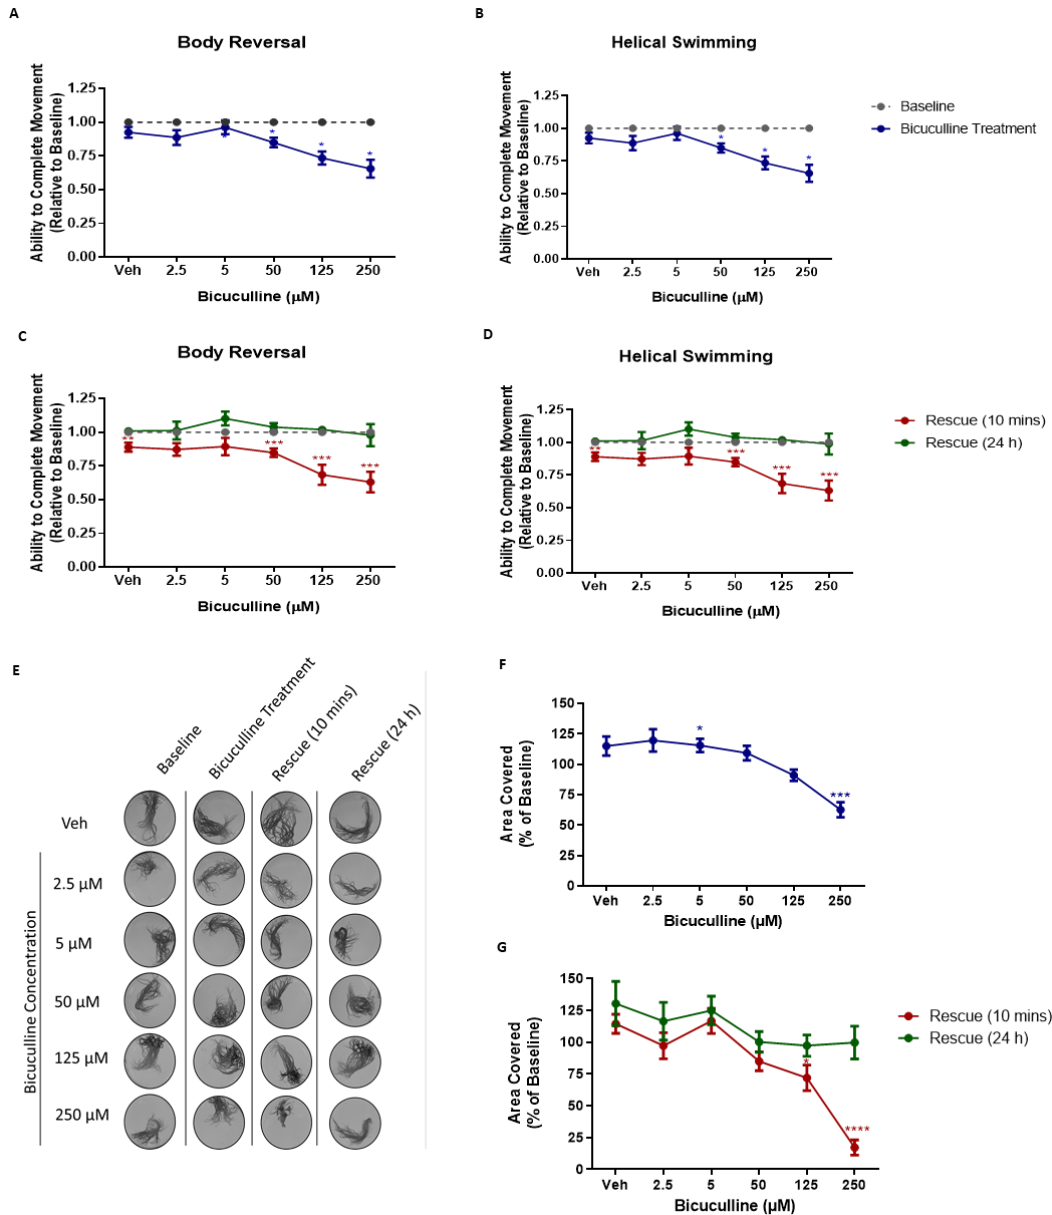 A
Body Reversal
Ability to Complete Movement
(Relative to Baseline)
1.25
1.00
0.75
0.50
0.25
0.00
*
*
*
*
Veh 2.5 5 50 125 250
Bicuculline (μM)
B
Helical Swimming
Ability to Complete Movement
(Relative to Baseline)
1.25
1.00
0.75
0.50
0.25
0.00
*
*
*
Veh 2.5 5 50 125 250
Bicuculline (μM)
Baseline
Bicuculline Treatment
C
Body Reversal
Ability to Complete Movement
(Relative to Baseline)
1.25
1.00
0.75
0.50
0.25
0.00
**
***
***
***
Veh 2.5 5 50 125 250
Bicuculline (μM)
D
Helical Swimming
Ability to Complete Movement
(Relative to Baseline)
1.25
1.00
0.75
0.50
0.25
0.00
**
***
***
***
Veh 2.5 5 50 125 250
Bicuculline (μM)
Rescue (10 mins)
Rescue (24 h)
E
Baseline
Bicuculline Treatment
Rescue (10 mins)
Rescue (24 h)
Veh
Bicuculline Concentration
2.5 μM
5 μM
50 μM
125 μM
250 μM
F
Area Covered
(% of Baseline)
150
125
100
75
50
25
0
*
***
Veh 2.5 5 50 125 250
Bicuculline (μM)
G
Area Covered
(% of Baseline)
150
125
100
75
50
25
0
*
****
Veh 2.5 5 50 125 250
Bicuculline (μM)
Rescue (10 mins)
Rescue (24 h)